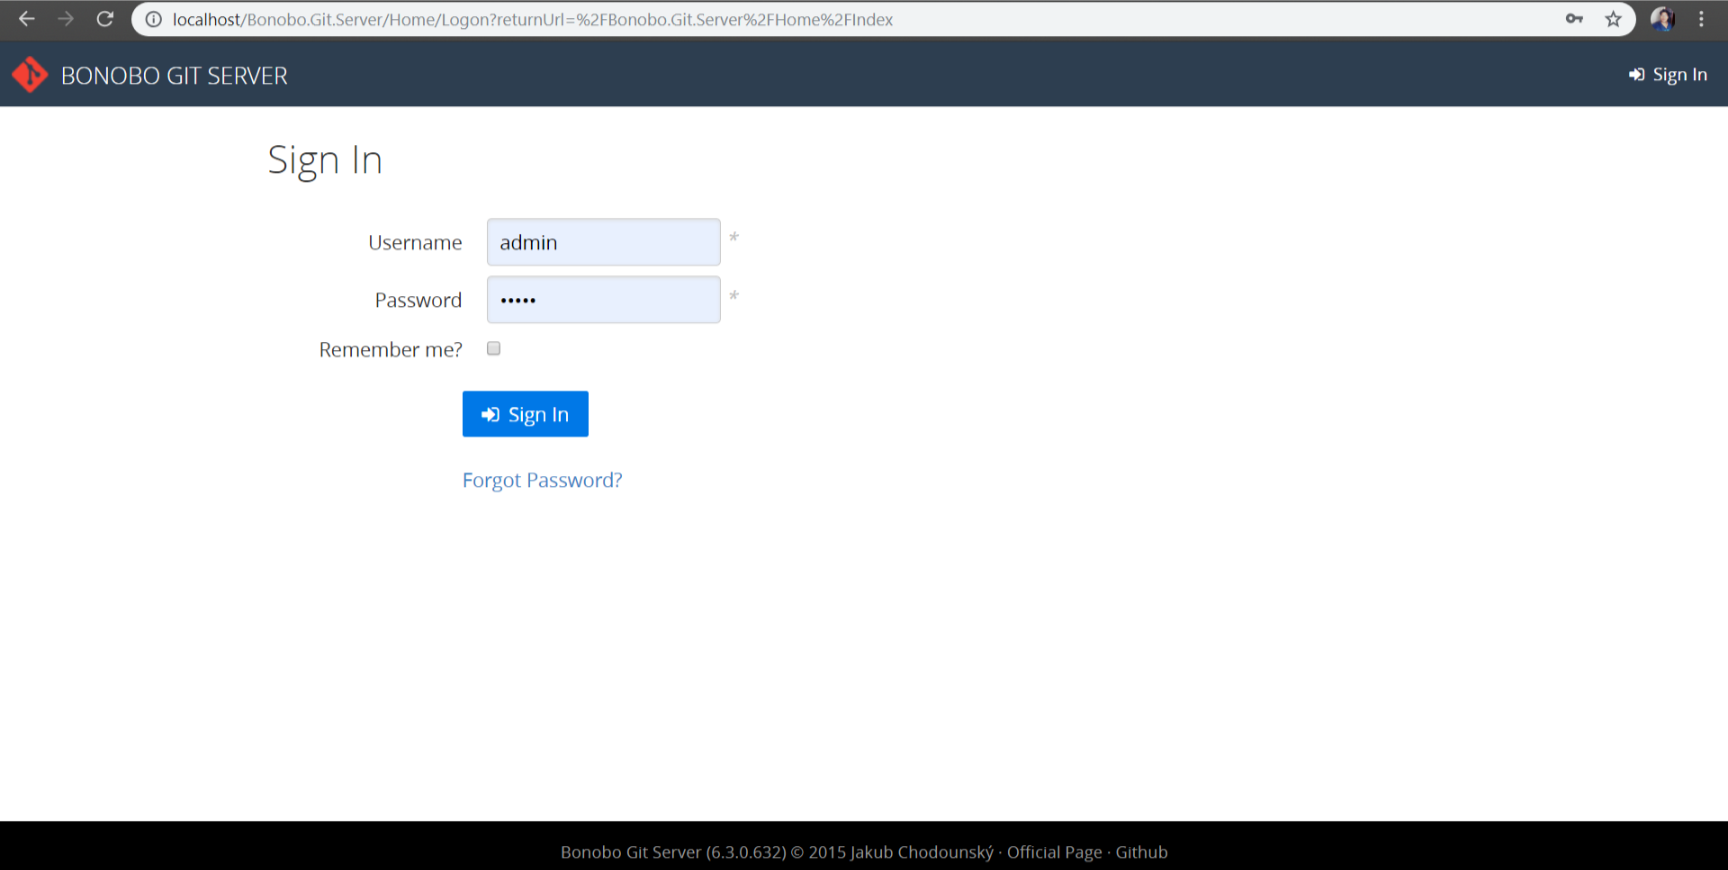 localhost/Bonobo.Git.Server/Home/Logon?returnUrl=%2FBonobo.Git.Server%2FHome%2FIndex
BONOBO GIT SERVER
Sign In
Sign In
Username
admin
*
Password
•••••
*
Remember me?
Sign In
Forgot Password?
Bonobo Git Server (6.3.0.632) © 2015 Jakub Chodounský · Official Page · Github